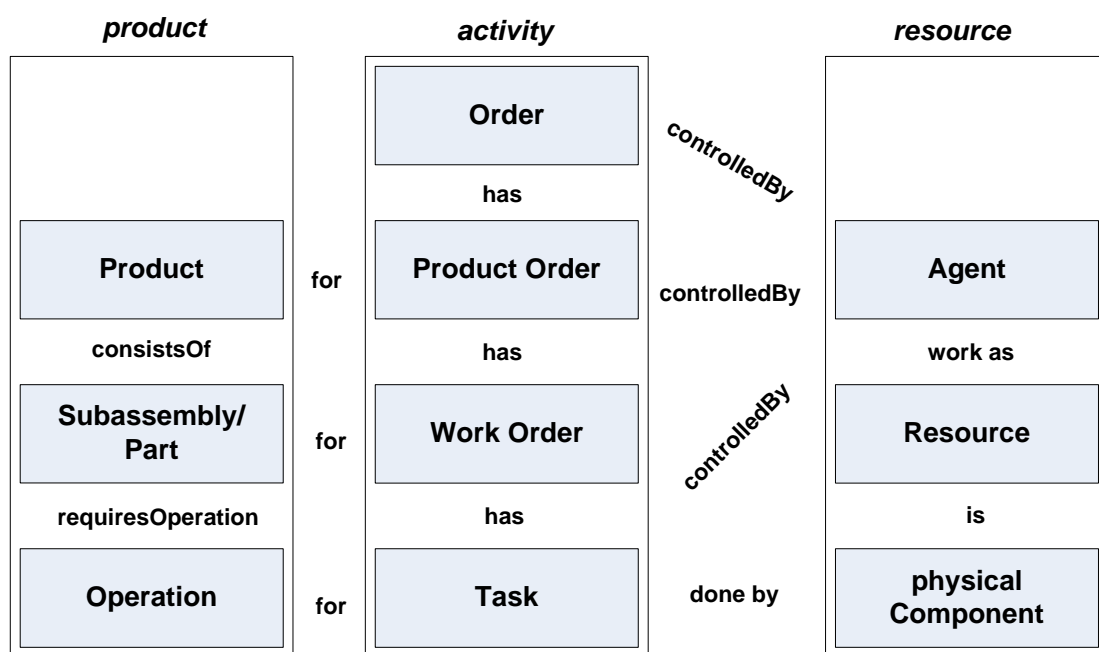 product
activity
resource
Order
controlledBy
has
Product
for
Product Order
controlledBy
Agent
consistsOf
has
work as
Subassembly/
Part
for
Work Order
controlledBy
Resource
requiresOperation
has
is
Operation
for
Task
done by
physical
Component